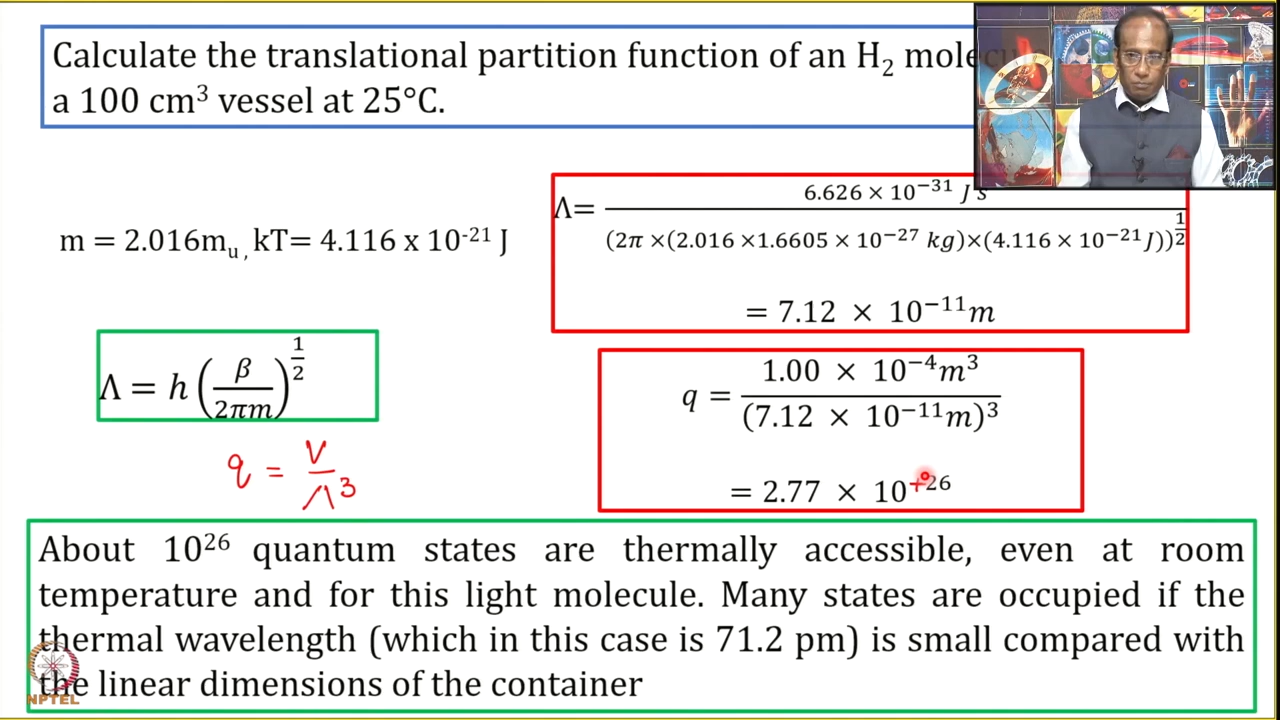 Calculate the translational partition function of an H₂
a 100 cm³ vessel at 25°C.
m = 2.016mᵤ, kT= 4.116 x 10⁻²¹ J
Λ= 6.626 × 10⁻³¹ J s / (2π ×(2.016 ×1.6605 × 10⁻²⁷ kg)×(4.116 × 10⁻²¹J))^(1/2)
= 7.12 × 10⁻¹¹m
Λ = h (β / 2πm)^(1/2)
q = V / Λ³
q = 1.00 × 10⁻⁴m³ / (7.12 × 10⁻¹¹m)³
= 2.77 × 10⁺²⁶
About 10²⁶ quantum states are thermally accessible, even at room
temperature and for this light molecule. Many states are occupied if the
thermal wavelength (which in this case is 71.2 pm) is small compared with
the linear dimensions of the container
NPTEL